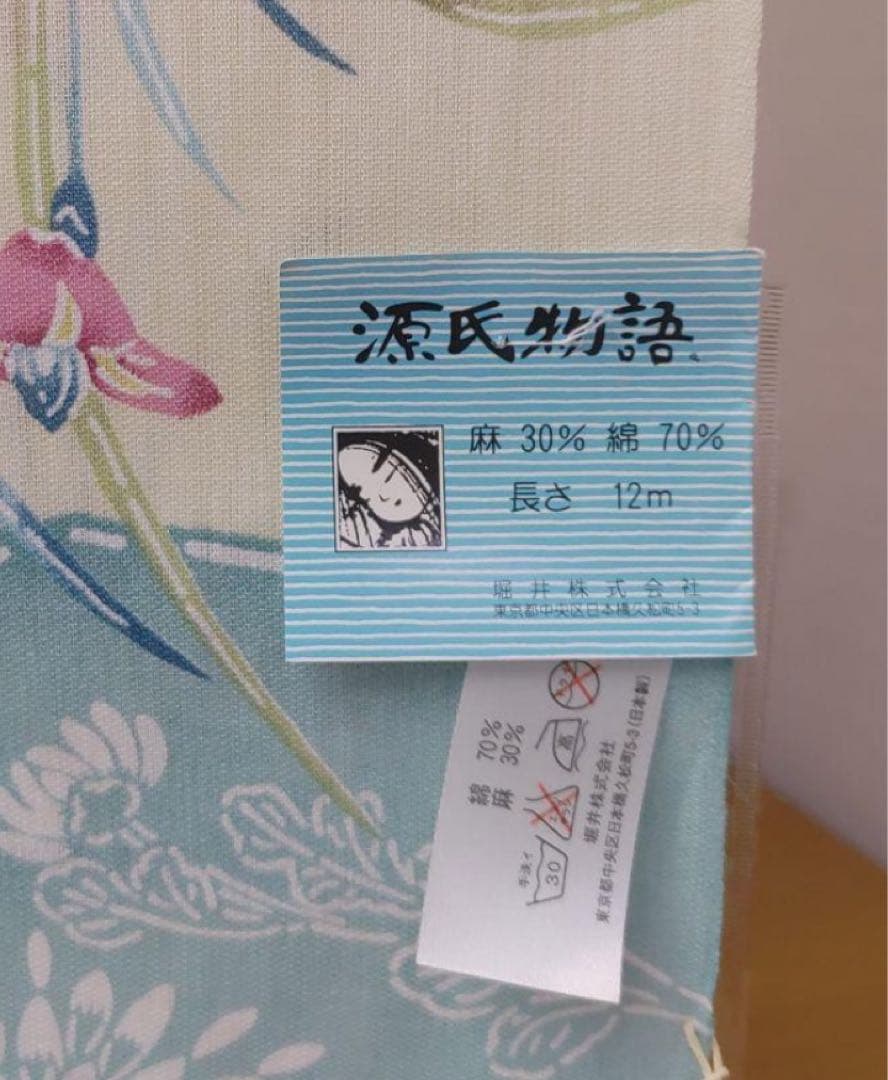 源氏物語
麻 30% 綿 70%
長さ 12m
堀井株式会社
東京都中央区日本橋久松町5-3
綿 70%
麻 30%
手洗イ
30
高
堀井株式会社
東京都中央区日本橋久松町5-3(日本製)